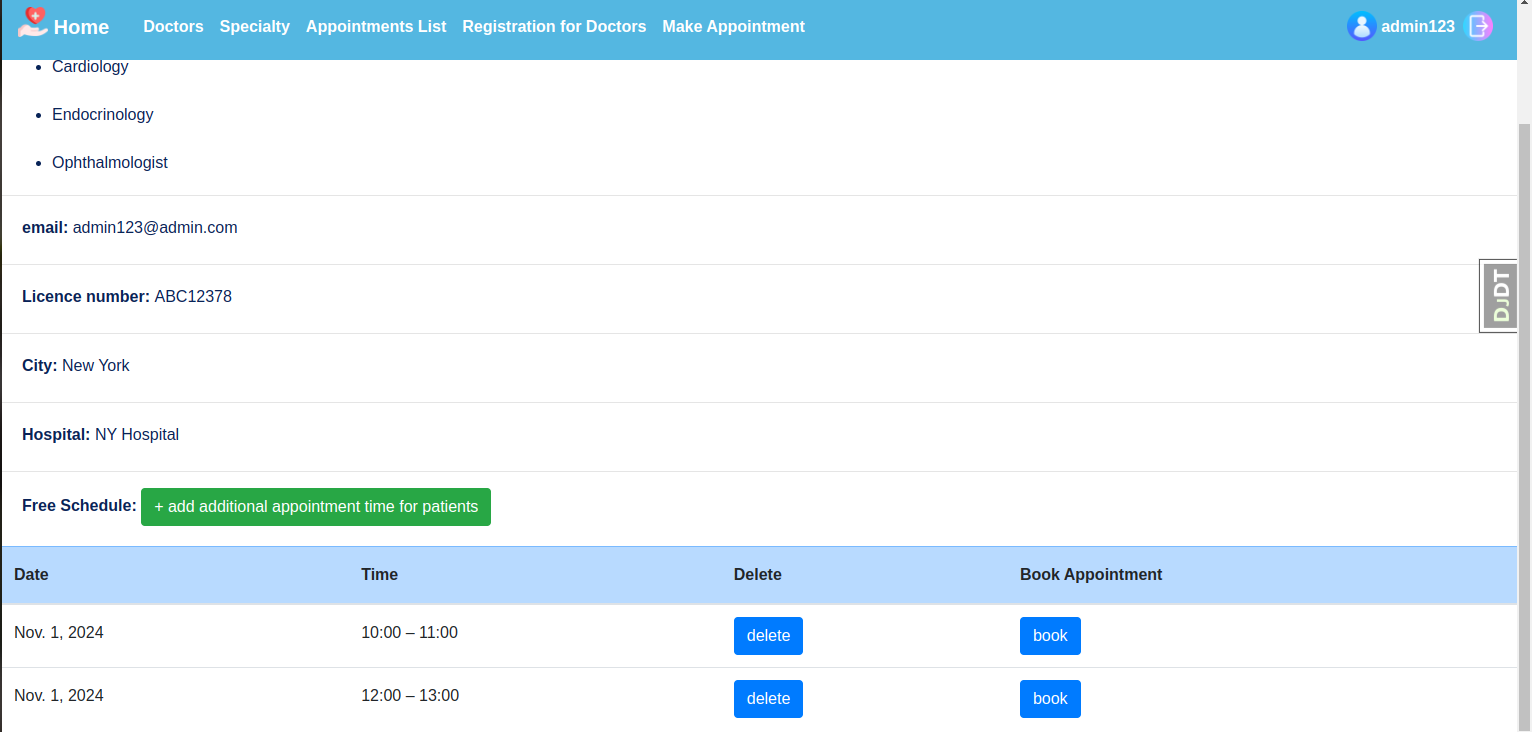 Home Doctors Specialty Appointments List Registration for Doctors Make Appointment admin123
• Cardiology
• Endocrinology
• Ophthalmologist
email: admin123@admin.com
DJDT
Licence number: ABC12378
City: New York
Hospital: NY Hospital
Free Schedule: + add additional appointment time for patients
Date Time Delete Book Appointment
Nov. 1, 2024 10:00 – 11:00 delete book
Nov. 1, 2024 12:00 – 13:00 delete book